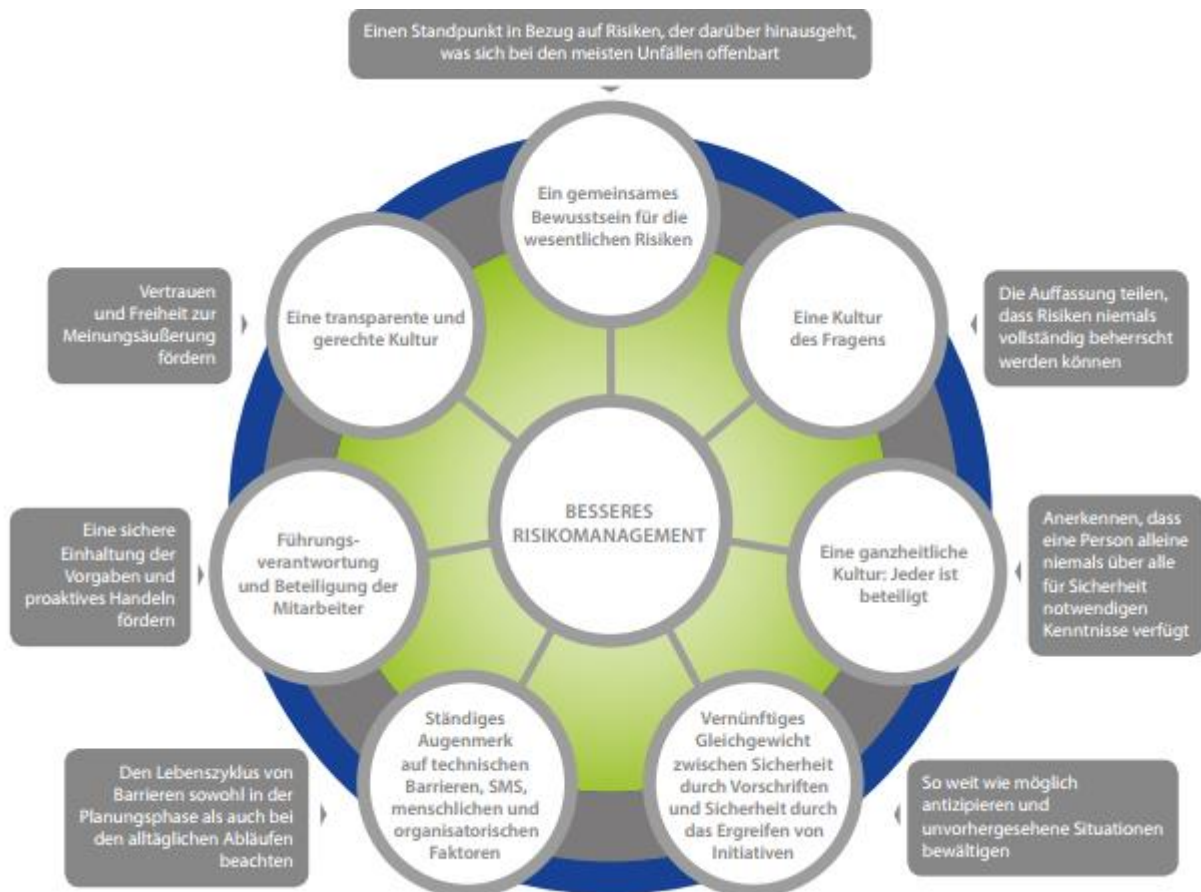 Einen Standpunkt in Bezug auf Risiken, der darüber hinausgeht,
was sich bei den meisten Unfällen offenbart
Ein gemeinsames
Bewusstsein für die
wesentlichen Risiken
Vertrauen
und Freiheit zur
Meinungsäußerung
fördern
Eine transparente und
gerechte Kultur
Eine Kultur
des Fragens
Die Auffassung teilen,
dass Risiken niemals
vollständig beherrscht
werden können
BESSERES
RISIKOMANAGEMENT
Eine sichere
Einhaltung der
Vorgaben und
proaktives Handeln
fördern
Führungs-
verantwortung
und Beteiligung der
Mitarbeiter
Eine ganzheitliche
Kultur: Jeder ist
beteiligt
Anerkennen, dass
eine Person alleine
niemals über alle
für Sicherheit
notwendigen
Kenntnisse verfügt
Den Lebenszyklus von
Barrieren sowohl in der
Planungsphase als auch bei
den alltäglichen Abläufen
beachten
Ständiges
Augenmerk
auf technischen
Barrieren, SMS,
menschlichen und
organisatorischen
Faktoren
Vernünftiges
Gleichgewicht
zwischen Sicherheit
durch Vorschriften
und Sicherheit durch
das Ergreifen von
Initiativen
So weit wie möglich
antizipieren und
unvorhergesehene Situationen
bewältigen